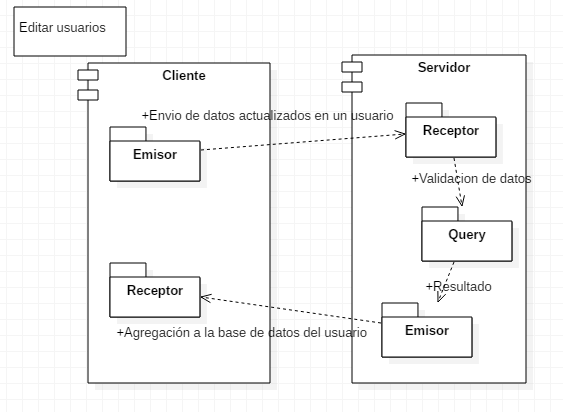 Editar usuarios
Cliente
Servidor
+Envio de datos actualizados en un usuario
Emisor
Receptor
+Validacion de datos
Query
+Resultado
Receptor
Emisor
+Agregación a la base de datos del usuario